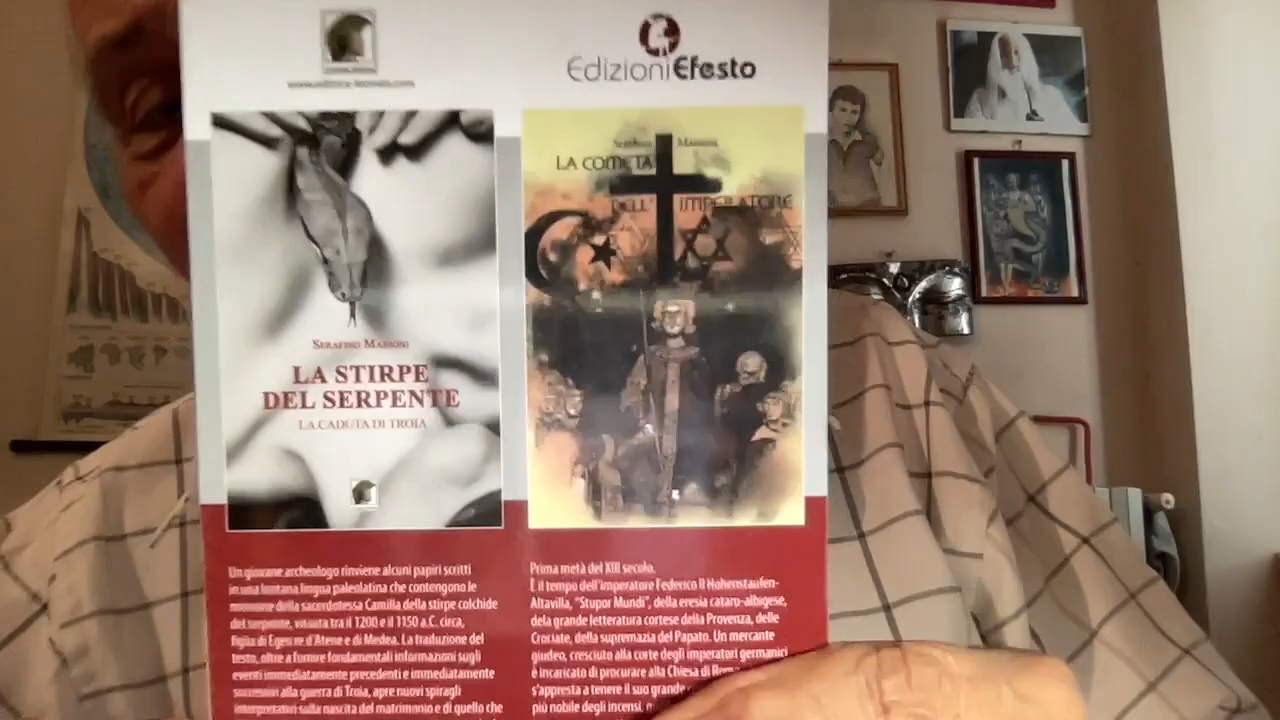 www.editrice-leconte.com
EdizioniEfesto
SERAFINO MASSONI
LA STIRPE
DEL SERPENTE
LA CADUTA DI TROIA
Serafino Massoni
LA COMETA
DELL' IMPERATORE
Un giovane archeologo rinviene alcuni papiri scritti
in una lontana lingua paleolatina che contengono le
memorie della sacerdotessa Camilla della stirpe colchide
del serpente, vissuta tra il 1200 e il 1150 a.C. circa,
figlia di Egeo re d'Atene e di Medea. La traduzione del
testo, oltre a fornire fondamentali informazioni sugli
eventi immediatamente precedenti e immediatamente
successivi alla guerra di Troia, apre nuovi spiragli
interpretativi sulla nascita del matrimonio e di quello che
Prima metà del XIII secolo.
È il tempo dell'imperatore Federico II Hohenstaufen-
Altavilla, "Stupor Mundi", della eresia cataro-albigese,
dela grande letteratura cortese della Provenza, delle
Crociate, della supremazia del Papato. Un mercante
giudeo, cresciuto alla corte degli imperatori germanici
è incaricato di procurare alla Chiesa di Roma
s'appresta a tenere il suo grande
più nobile degli incensi,